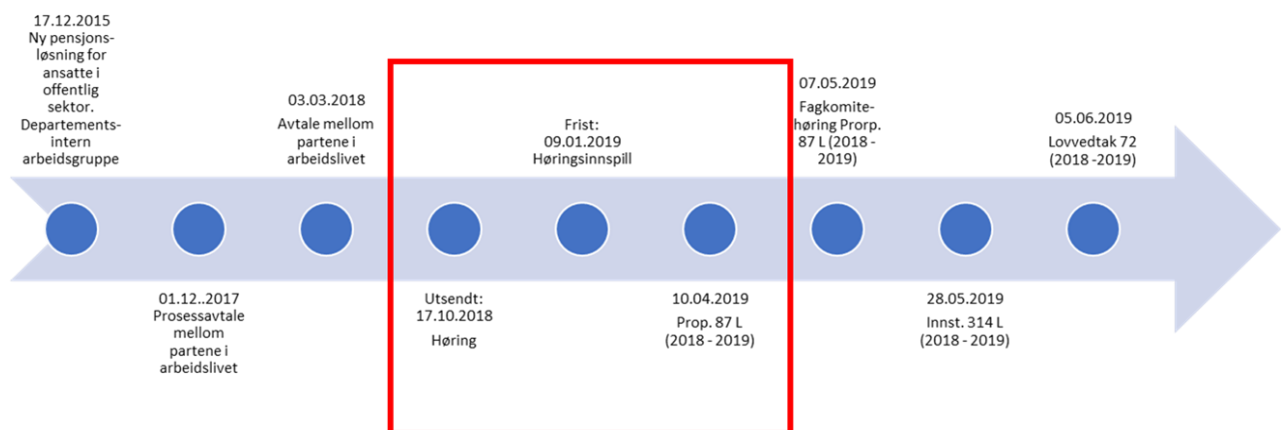 17.12.2015
Ny pensjons-
løsning for
ansatte i
offentlig
sektor.
Departements-
intern
arbeidsgruppe
01.12..2017
Prosessavtale
mellom
partene i
arbeidslivet
03.03.2018
Avtale mellom
partene i
arbeidslivet
Utsendt:
17.10.2018
Høring
Frist:
09.01.2019
Høringsinnspill
10.04.2019
Prop. 87 L
(2018 - 2019)
07.05.2019
Fagkomite-
høring Prorp.
87 L (2018 -
2019)
28.05.2019
Innst. 314 L
(2018 - 2019)
05.06.2019
Lovvedtak 72
(2018 -2019)